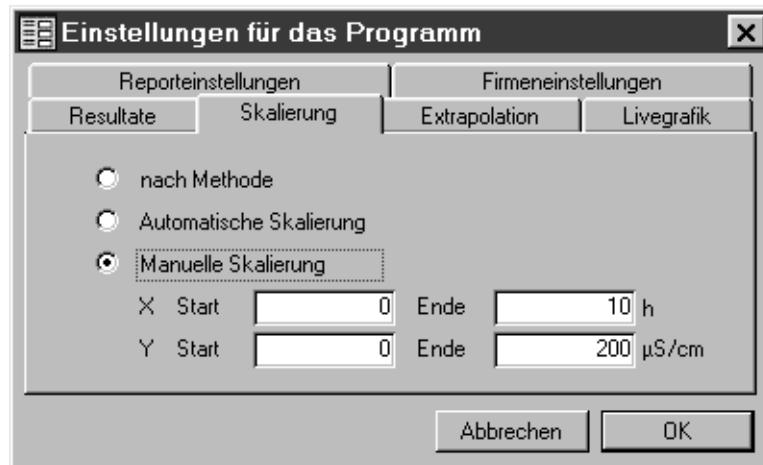 Einstellungen für das Programm
Reporteinstellungen Firmeneinstellungen
Resultate Skalierung Extrapolation Livegrafik
nach Methode
Automatische Skalierung
Manuelle Skalierung
X Start 0 Ende 10 h
Y Start 0 Ende 200 µS/cm
Abbrechen OK